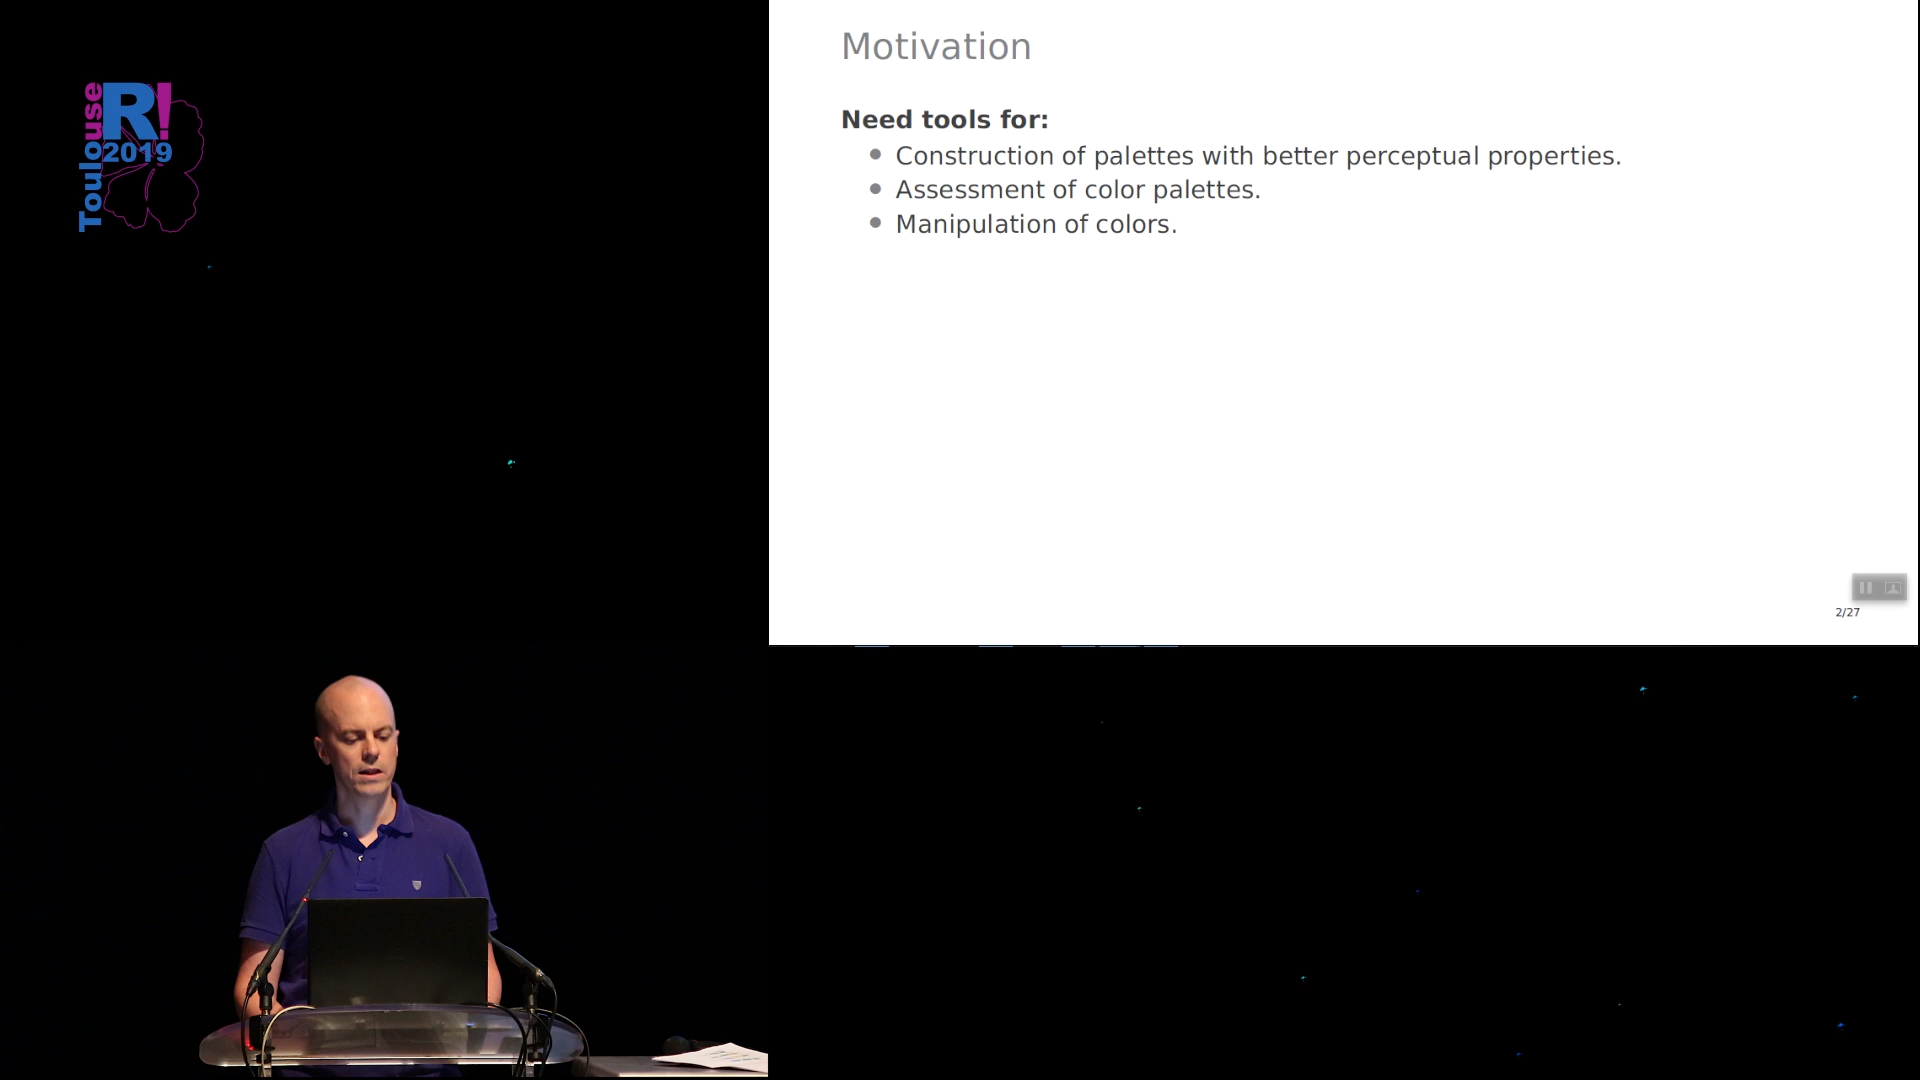 Toulouse
R!
2019
Motivation
Need tools for:
Construction of palettes with better perceptual properties.
Assessment of color palettes.
Manipulation of colors.
2/27